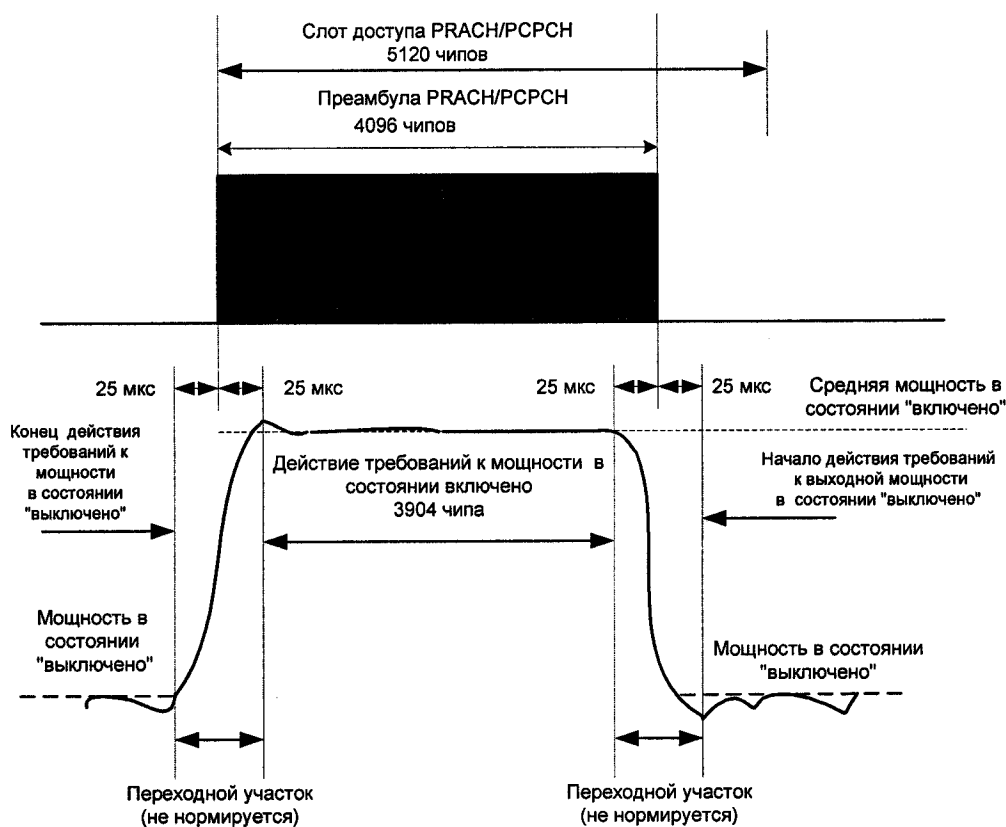 Слот доступа PRACH/PCPCH
5120 чипов
Преамбула PRACH/PCPCH
4096 чипов
25 мкс
25 мкс
25 мкс
25 мкс
Средняя мощность в
состоянии "включено"
Конец действия
требований к
мощности
в состоянии
"выключено"
Действие требований к мощности в
состоянии включено
3904 чипа
Начало действия требований
к выходной мощности
в состоянии "выключено"
Мощность в
состоянии
"выключено"
Мощность в состоянии
"выключено"
Переходной участок
(не нормируется)
Переходной участок
(не нормируется)